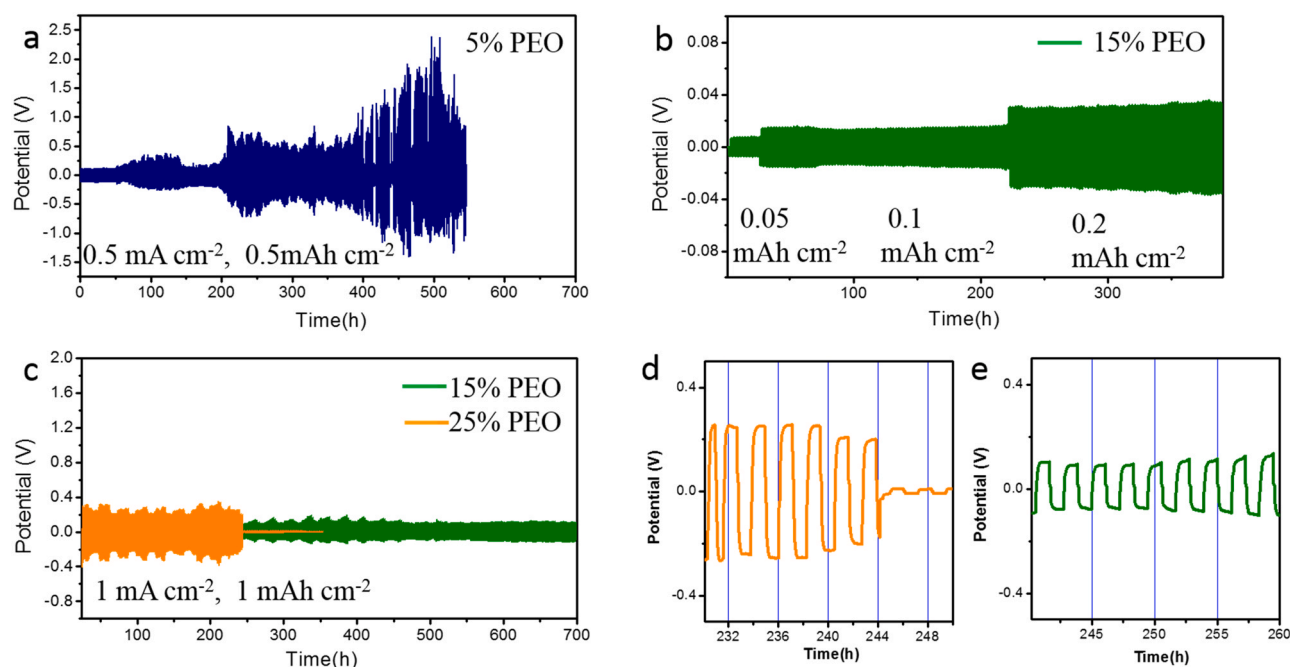 a
5% PEO
2.5
2.0
1.5
1.0
0.5
0.0
-0.5
-1.0
-1.5
Potential (V)
0.5 mA cm-2, 0.5mAh cm-2
0 100 200 300 400 500 600 700
Time(h)
b
15% PEO
0.08
0.04
0.00
-0.04
-0.08
Potential (V)
0.05 0.1 0.2
mAh cm-2 mAh cm-2 mAh cm-2
100 200 300
Time(h)
c
15% PEO
25% PEO
2.0
1.6
1.2
0.8
0.4
0.0
-0.4
-0.8
Potential (V)
1 mA cm-2, 1 mAh cm-2
100 200 300 400 500 600 700
Time(h)
d
0.4
0.0
-0.4
Potential (V)
232 236 240 244 248
Time(h)
e
0.4
0.0
-0.4
Potential (V)
245 250 255 260
Time(h)